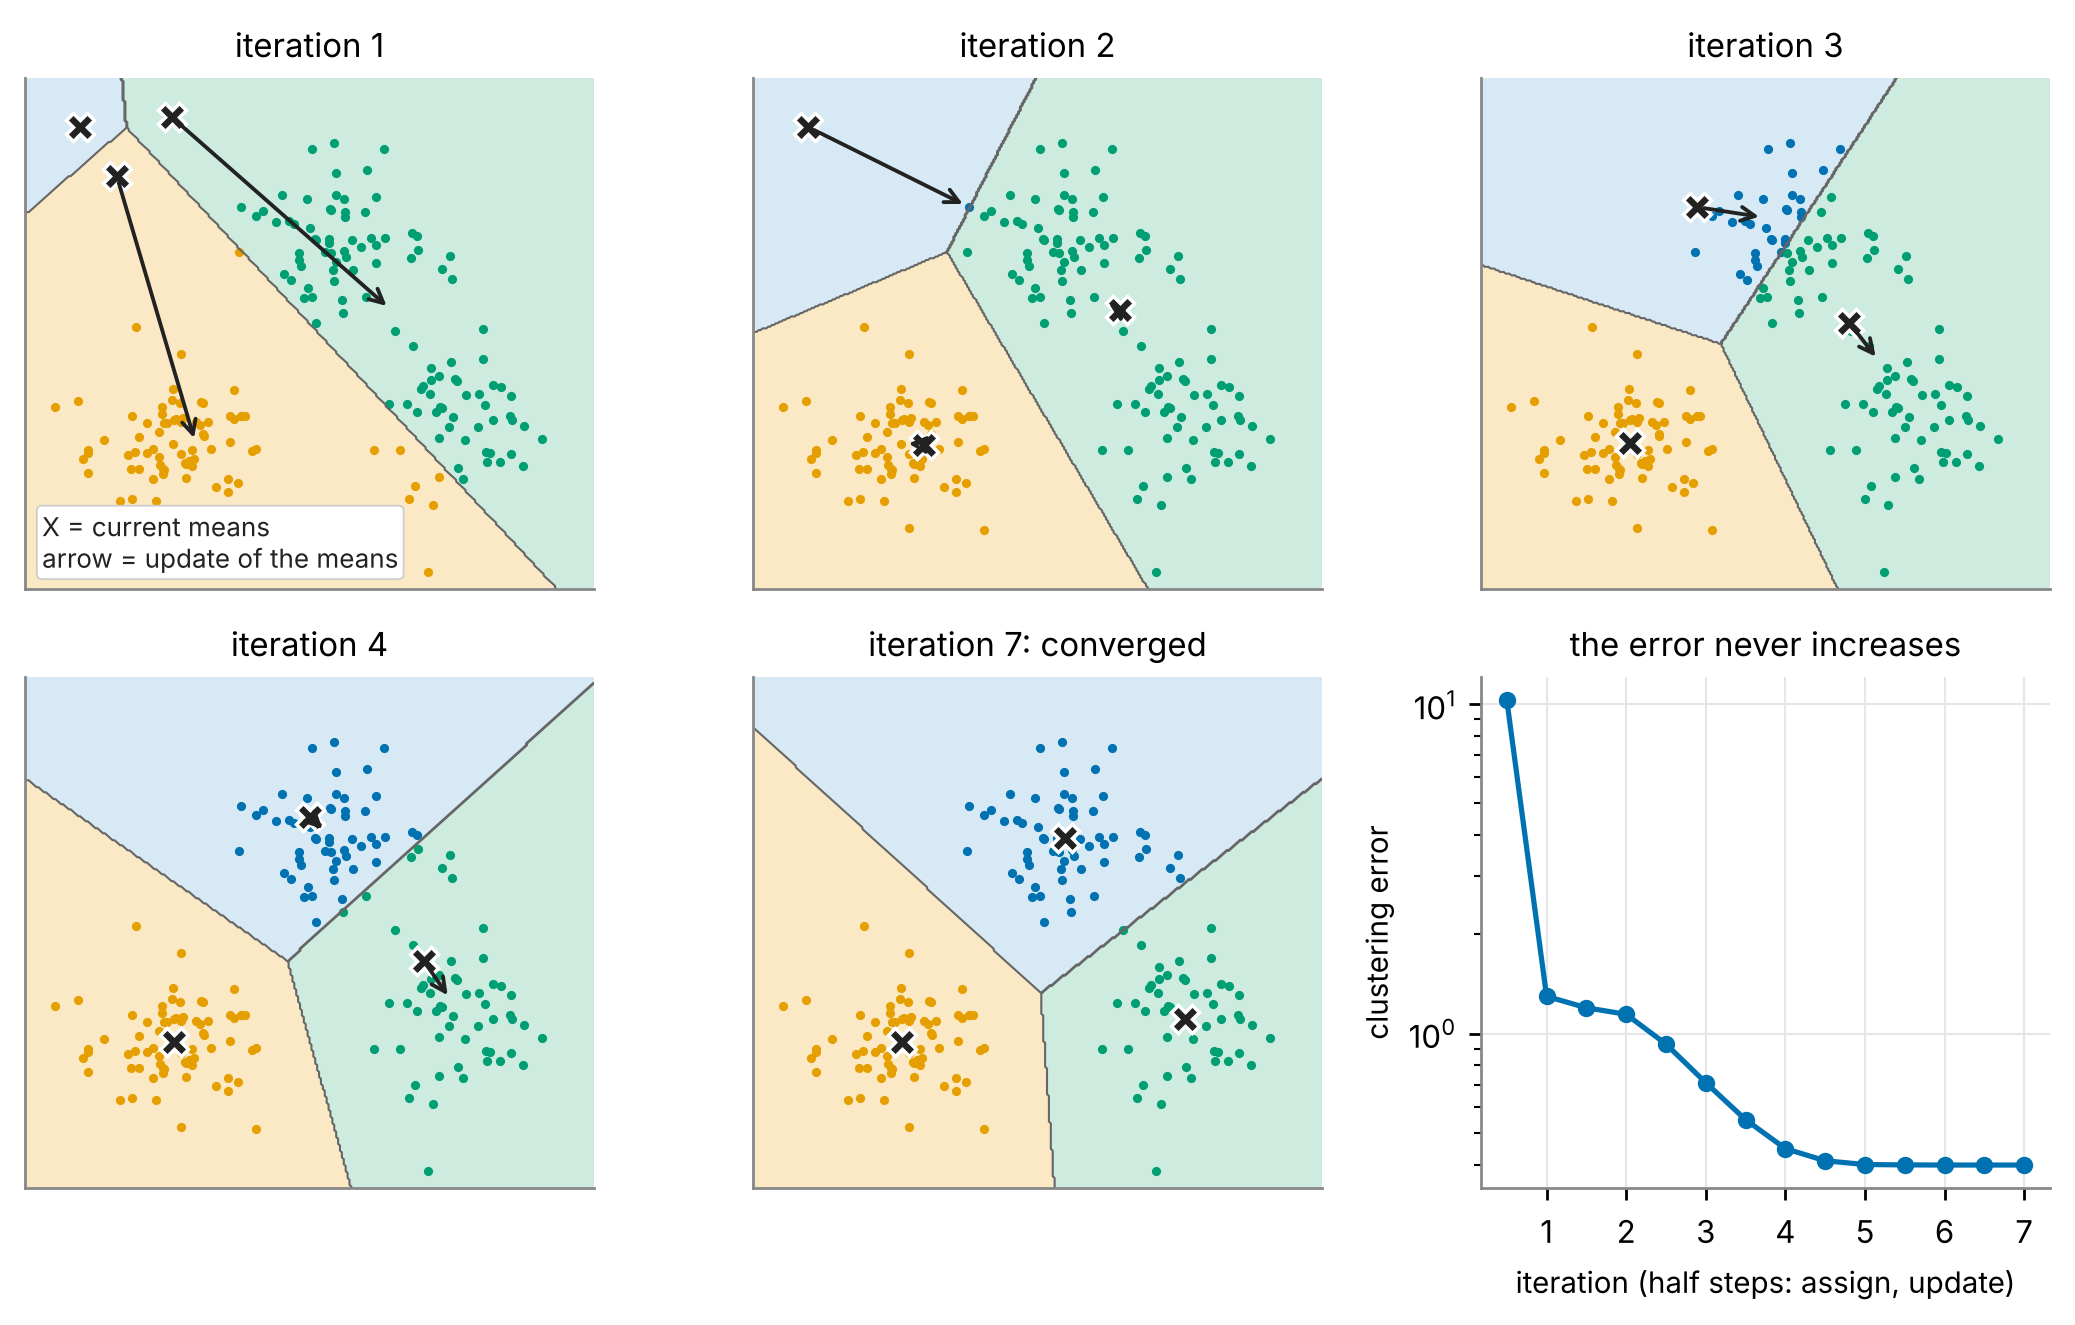 iteration 1
iteration 2
iteration 3
X = current means
arrow = update of the means
iteration 4
iteration 7: converged
the error never increases
10¹
10⁰
clustering error
1 2 3 4 5 6 7
iteration (half steps: assign, update)